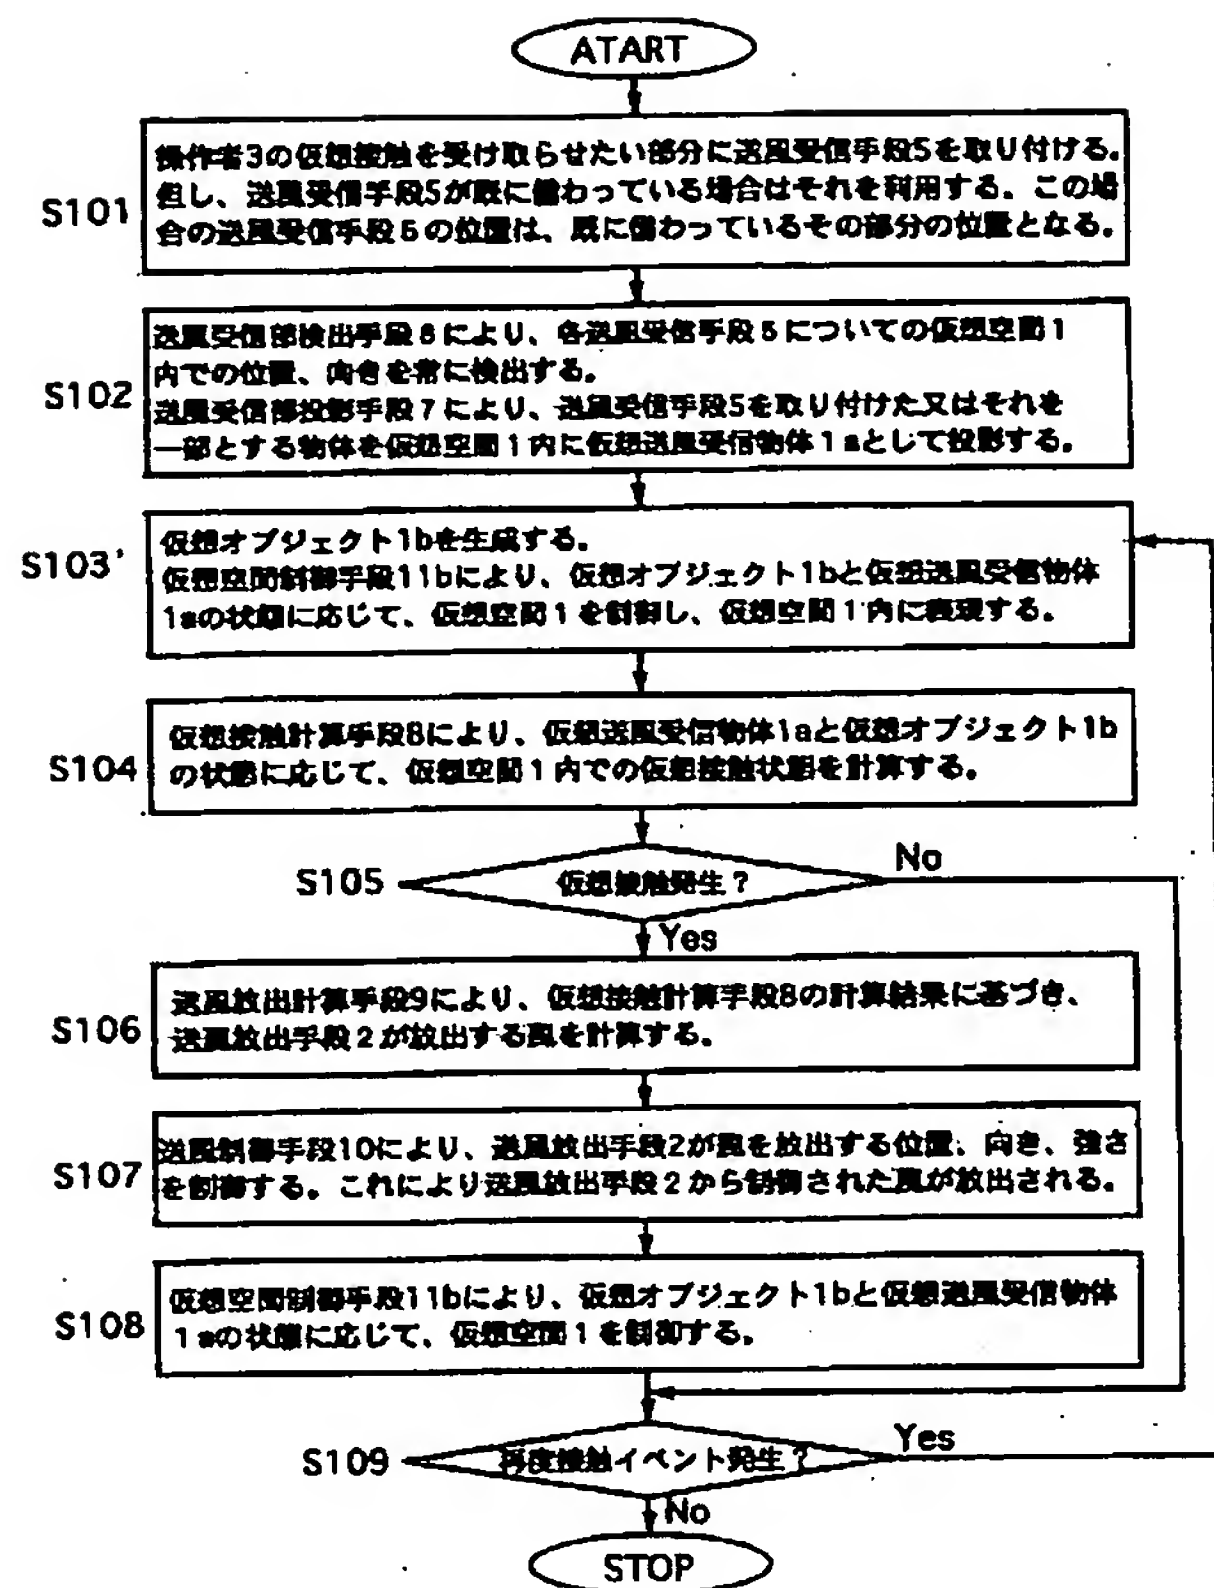 ATART
S101
操作者3の仮想接触を受け取らせたい部分に送風受信手段5を取り付ける。
但し、送風受信手段5が既に備わっている場合はそれを利用する。この場
合の送風受信手段5の位置は、既に備わっているその部分の位置となる。
S102
送風受信部検出手段6により、各送風受信手段5についての仮想空間1
内での位置、向きを常に検出する。
送風受信部投影手段7により、送風受信手段5を取り付けた又はそれを
一部とする物体を仮想空間1内に仮想送風受信物体1aとして投影する。
S103'
仮想オブジェクト1bを生成する。
仮想空間制御手段11bにより、仮想オブジェクト1bと仮想送風受信物体
1aの状態に応じて、仮想空間1を制御し、仮想空間1内に表現する。
S104
仮想接触計算手段8により、仮想送風受信物体1aと仮想オブジェクト1b
の状態に応じて、仮想空間1内での仮想接触状態を計算する。
S105
仮想接触発生?
No
Yes
S106
送風放出計算手段9により、仮想接触計算手段8の計算結果に基づき、
送風放出手段2が放出する風を計算する。
S107
送風制御手段10により、送風放出手段2が風を放出する位置、向き、強さ
を制御する。これにより送風放出手段2から制御された風が放出される。
S108
仮想空間制御手段11bにより、仮想オブジェクト1bと仮想送風受信物体
1aの状態に応じて、仮想空間1を制御する。
S109
再度接触イベント発生?
Yes
No
STOP